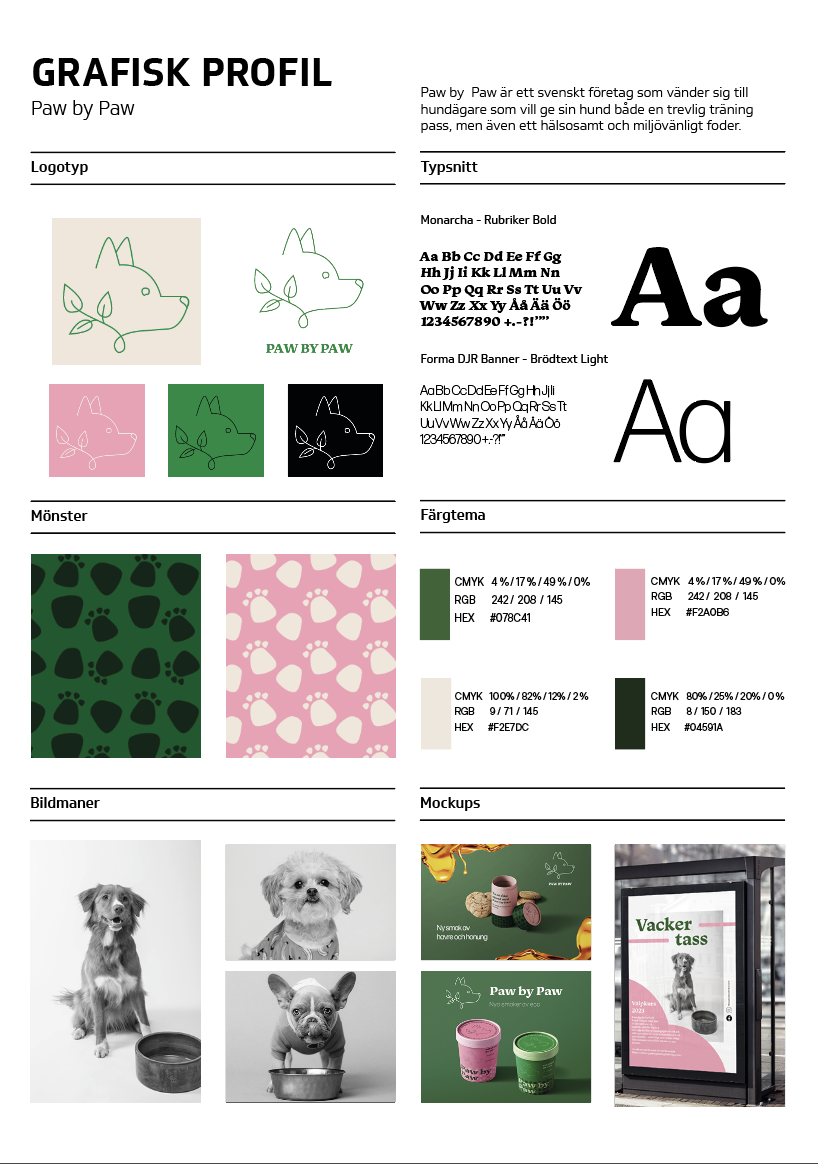 GRAFISK PROFIL
Paw by Paw
Paw by  Paw är ett svenskt företag som vänder sig till
hundägare som vill ge sin hund både en trevlig träning
pass, men även ett hälsosamt och miljövänligt foder.
Logotyp
PAW BY PAW
Typsnitt
Monarcha - Rubriker Bold
Aa Bb Cc Dd Ee Ff Gg
Hh Jj Ii Kk Ll Mm Nn
Oo Pp Qq Rr Ss Tt Uu Vv
Ww Zz Xx Yy Åå Ää Öö
1234567890 +.-?!””
Aa
Forma DJR Banner - Brödtext Light
Aa Bb Cc Dd Ee Ff Gg Hh Jj Ii
Kk Ll Mm Nn Oo Pp Qq Rr Ss Tt
Uu Vv Ww Zz Xx Yy Åå Ää Öö
1234567890+.-?!””
Aa
Mönster
Färgtema
CMYK 4 % / 17 % / 49 % / 0%
RGB 242 / 208 / 145
HEX #078C41
CMYK 4 % / 17 % / 49 % / 0%
RGB 242 / 208 / 145
HEX #F2A0B6
CMYK 100% / 82% / 12% / 2 %
RGB 9 / 71 / 145
HEX #F2E7DC
CMYK 80% / 25% / 20% / 0 %
RGB 8 / 150 / 183
HEX #04591A
Bildmaner
Mockups
PAW BY PAW
Ny smak av
havre och honung
Paw by Paw
Nya smaker av eco
Paw by
Paw
Paw by
Paw
Vacker
tass
Valpkurs
2023